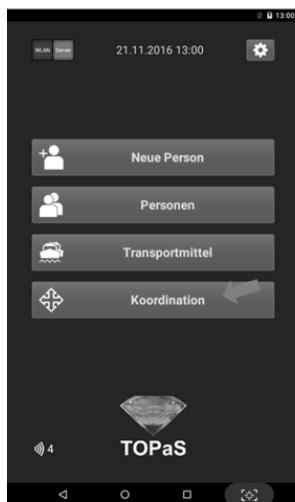 13:00
WLAN Server 21.11.2016 13:00
Neue Person
Personen
Transportmittel
Koordination
4 TOPaS